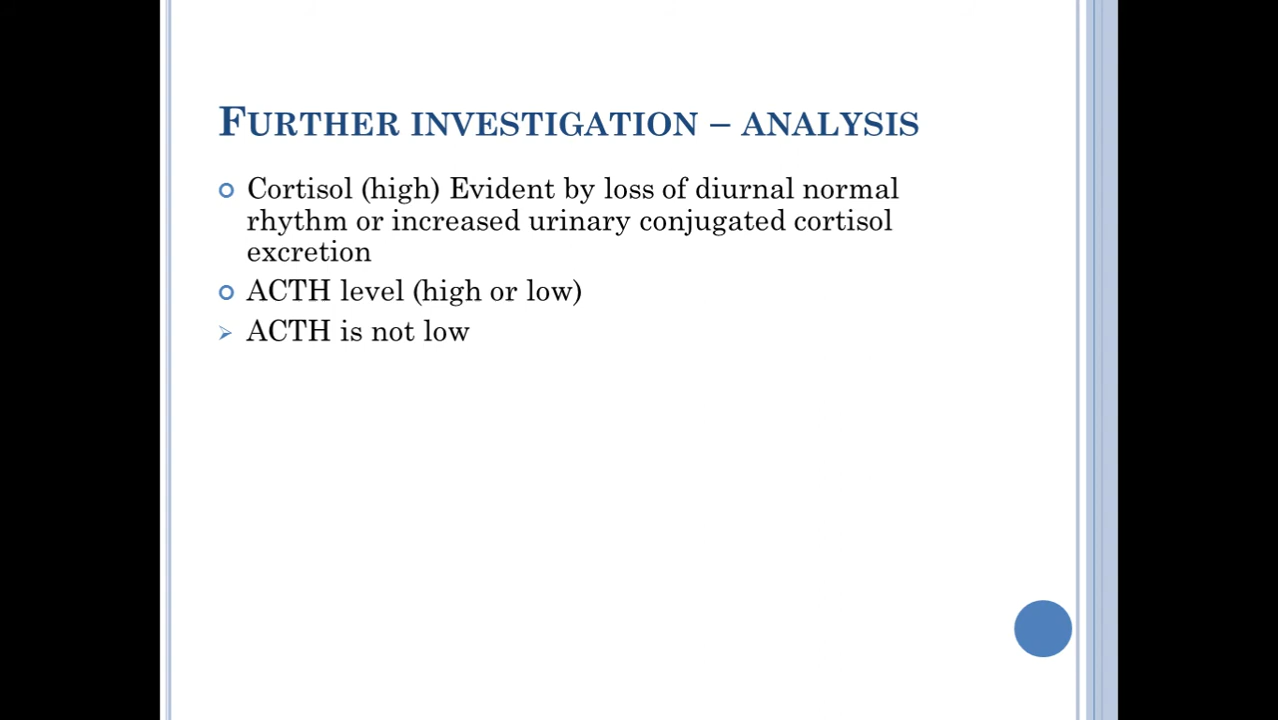 FURTHER INVESTIGATION – ANALYSIS
Cortisol (high) Evident by loss of diurnal normal
rhythm or increased urinary conjugated cortisol
excretion
ACTH level (high or low)
ACTH is not low